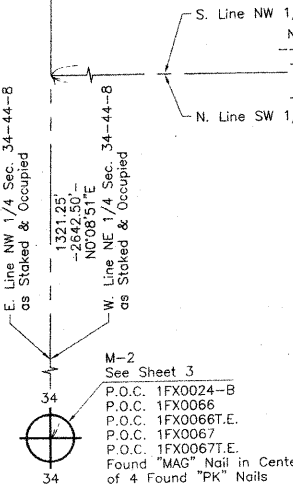 S. Line NW 1/
N
N. Line SW 1/
E. Line NW 1/4 Sec. 34-44-8
as Staked & Occupied
1321.25'
-2642.50'-
N0°08'51"E
W. Line NE 1/4 Sec. 34-44-8
as Staked & Occupied
M-2
See Sheet 3
34
P.O.C. 1FX0024-B
P.O.C. 1FX0066
P.O.C. 1FX0066T.E.
P.O.C. 1FX0067
P.O.C. 1FX0067T.E.
Found "MAG" Nail in Cente
of 4 Found "PK" Nails
34